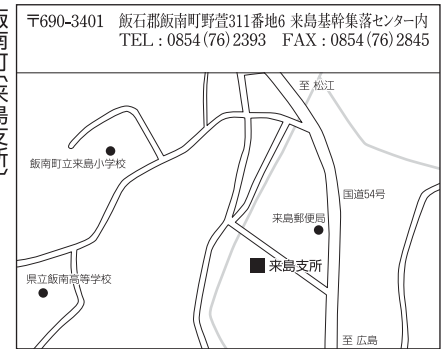 〒690-3401 飯石郡飯南町野萱311番地6 来島基幹集落センター内
TEL : 0854(76)2393 FAX : 0854(76)2845
飯南町(来島支所)
至 松江
飯南町立来島小学校
国道54号
来島郵便局
来島支所
県立飯南高等学校
至 広島